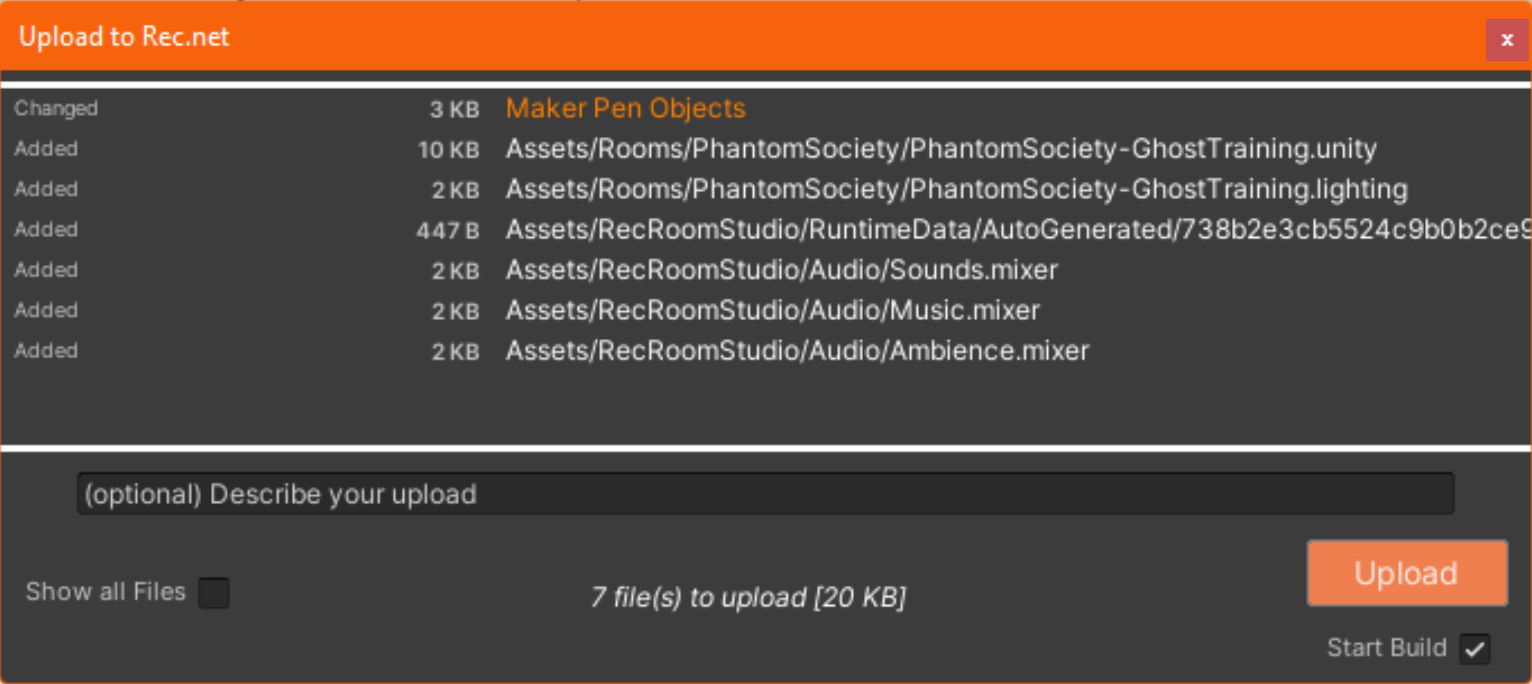 Upload to Rec.net
x
Changed 3 KB Maker Pen Objects
Added 10 KB Assets/Rooms/PhantomSociety/PhantomSociety-GhostTraining.unity
Added 2 KB Assets/Rooms/PhantomSociety/PhantomSociety-GhostTraining.lighting
Added 447 B Assets/RecRoomStudio/RuntimeData/AutoGenerated/738b2e3cb5524c9b0b2ce9
Added 2 KB Assets/RecRoomStudio/Audio/Sounds.mixer
Added 2 KB Assets/RecRoomStudio/Audio/Music.mixer
Added 2 KB Assets/RecRoomStudio/Audio/Ambience.mixer
(optional) Describe your upload
Upload
Show all Files
7 file(s) to upload [20 KB]
Start Build